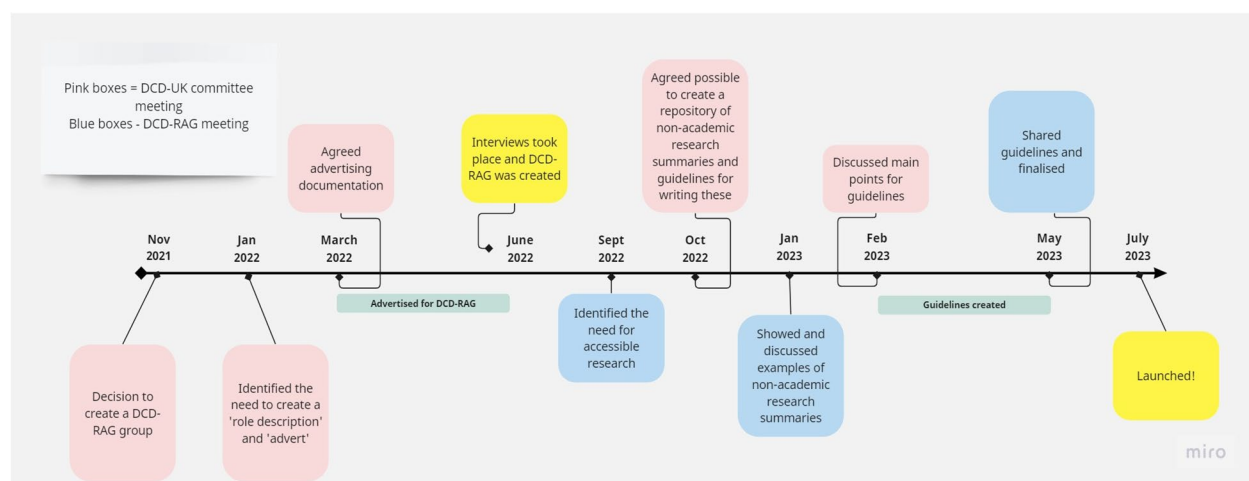 Pink boxes = DCD-UK committee
meeting
Blue boxes - DCD-RAG meeting
Agreed
advertising
documentation
Interviews took
place and DCD-
RAG was created
Agreed possible
to create a
repository of
non-academic
research
summaries and
guidelines for
writing these
Discussed main
points for
guidelines
Shared
guidelines and
finalised
Nov
2021
Jan
2022
March
2022
June
2022
Sept
2022
Oct
2022
Jan
2023
Feb
2023
May
2023
July
2023
Advertised for DCD-RAG
Guidelines created
Decision to
create a DCD-
RAG group
Identified the
need to create a
'role description'
and 'advert'
Identified the
need for
accessible
research
Showed and
discussed
examples of
non-academic
research
summaries
Launched!
miro